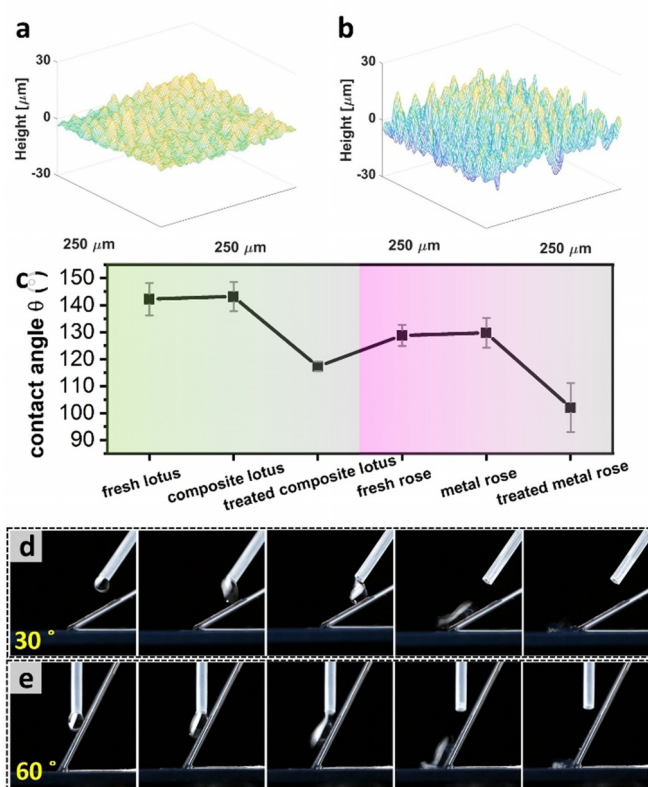 a
b
30
0
-30
Height [μm]
250 μm
250 μm
30
0
-30
Height [μm]
250 μm
250 μm
c
contact angle θ (°)
150
140
130
120
110
100
90
fresh lotus
composite lotus
treated composite lotus
fresh rose
metal rose
treated metal rose
d
30 °
e
60 °